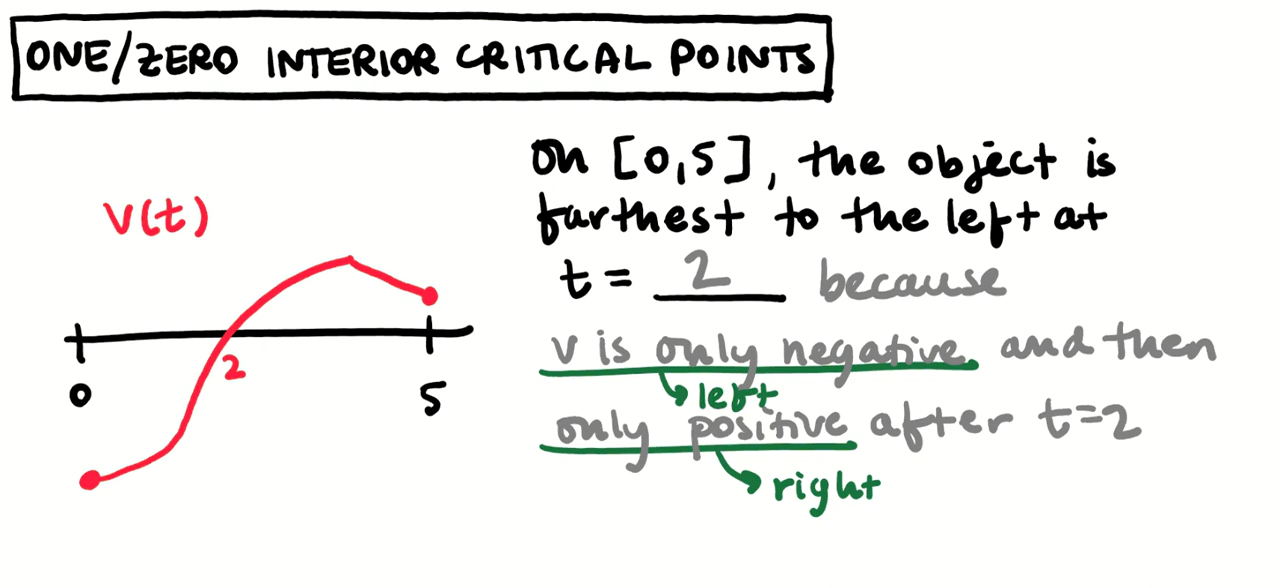 ONE/ZERO INTERIOR CRITICAL POINTS
V(t)
2
0
5
on [0,5], the object is
farthest to the left at
t = 2 because
v is only negative and then
left
only positive after t=2
right